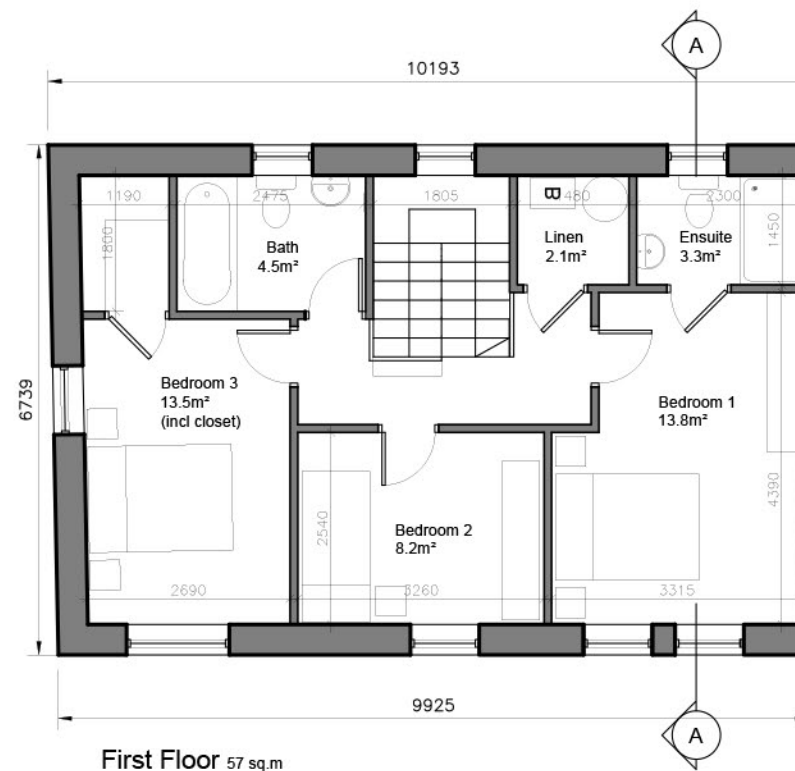 A
10193
1190
2475
1805
480
2300
B
1800
1450
Bath
4.5m²
Linen
2.1m²
Ensuite
3.3m²
6739
Bedroom 3
13.5m²
(incl closet)
Bedroom 1
13.8m²
4390
2540
Bedroom 2
8.2m²
2690
3260
3315
9925
A
First Floor 57 sq.m